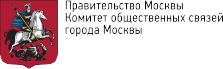 Правительство Москвы
Комитет общественных связей
города Москвы